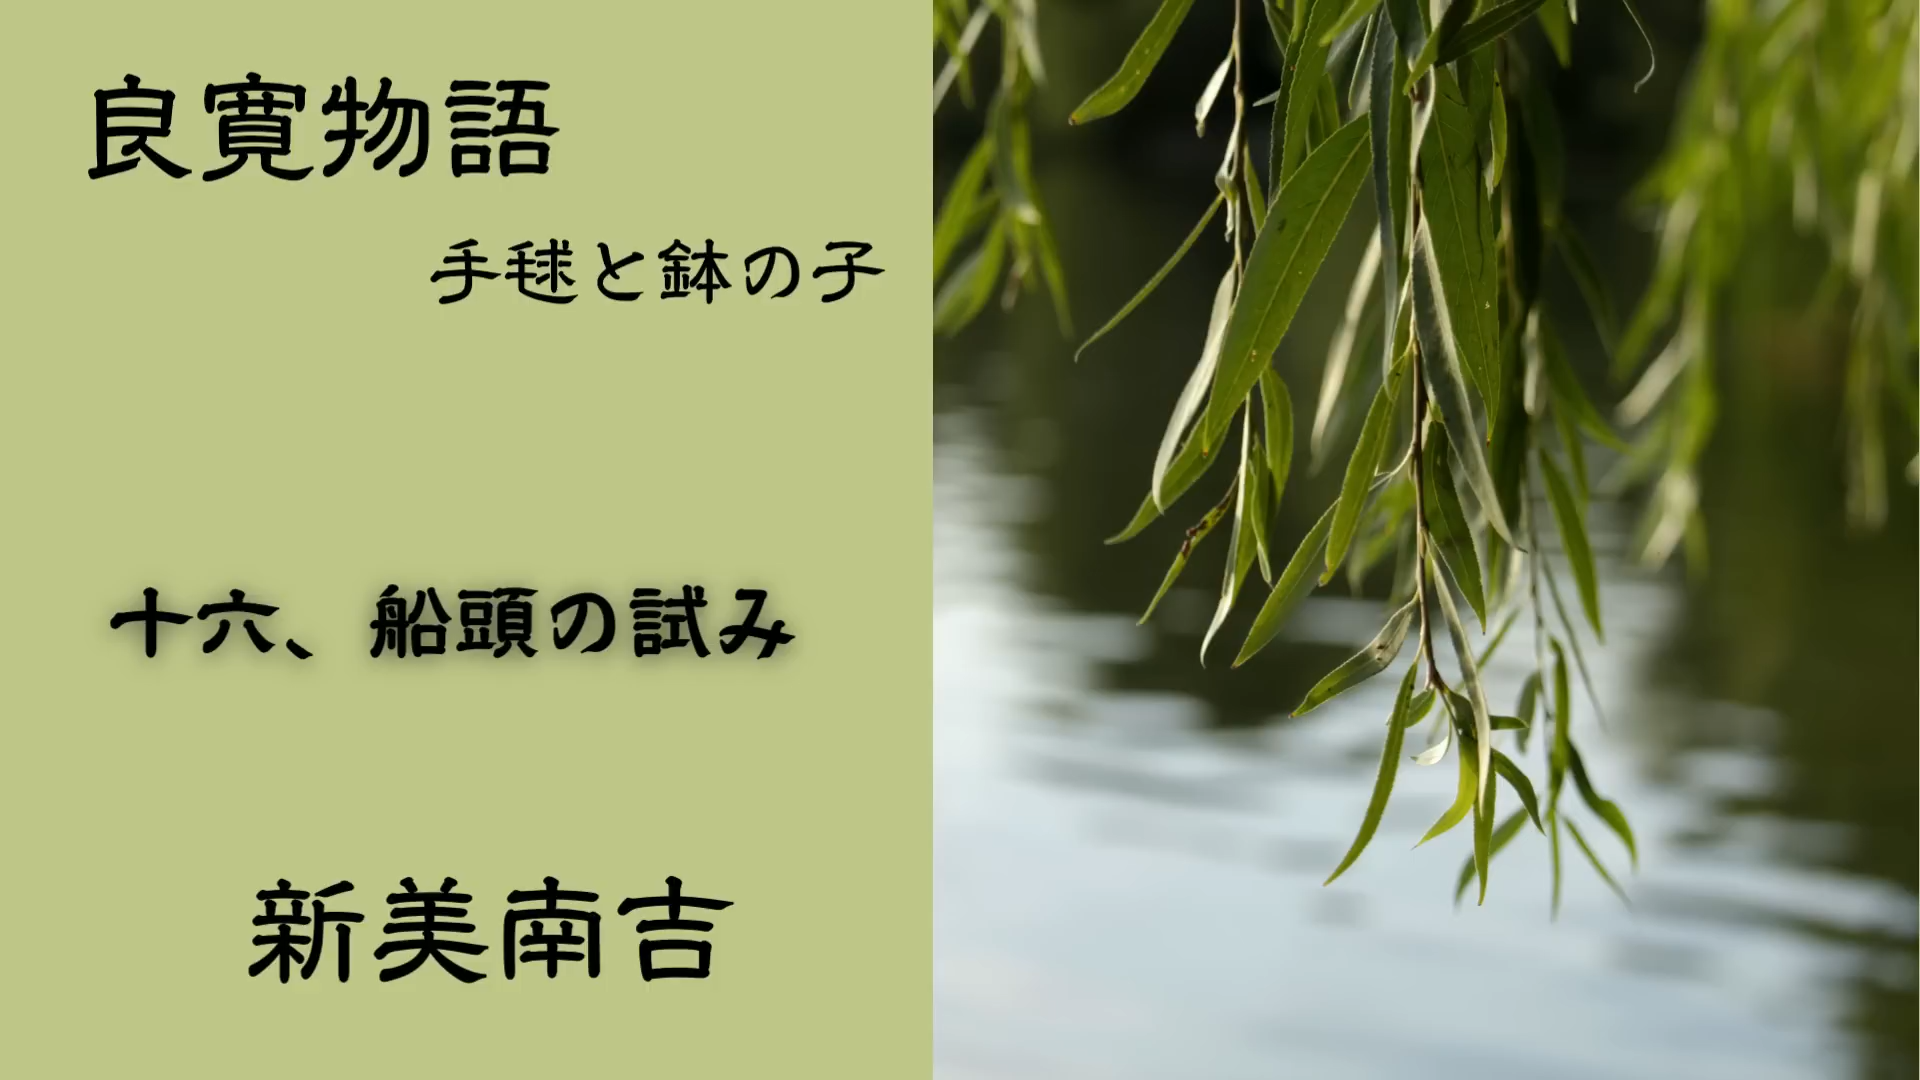 良寛物語
手毬と鉢の子
十六、船頭の試み
新美南吉